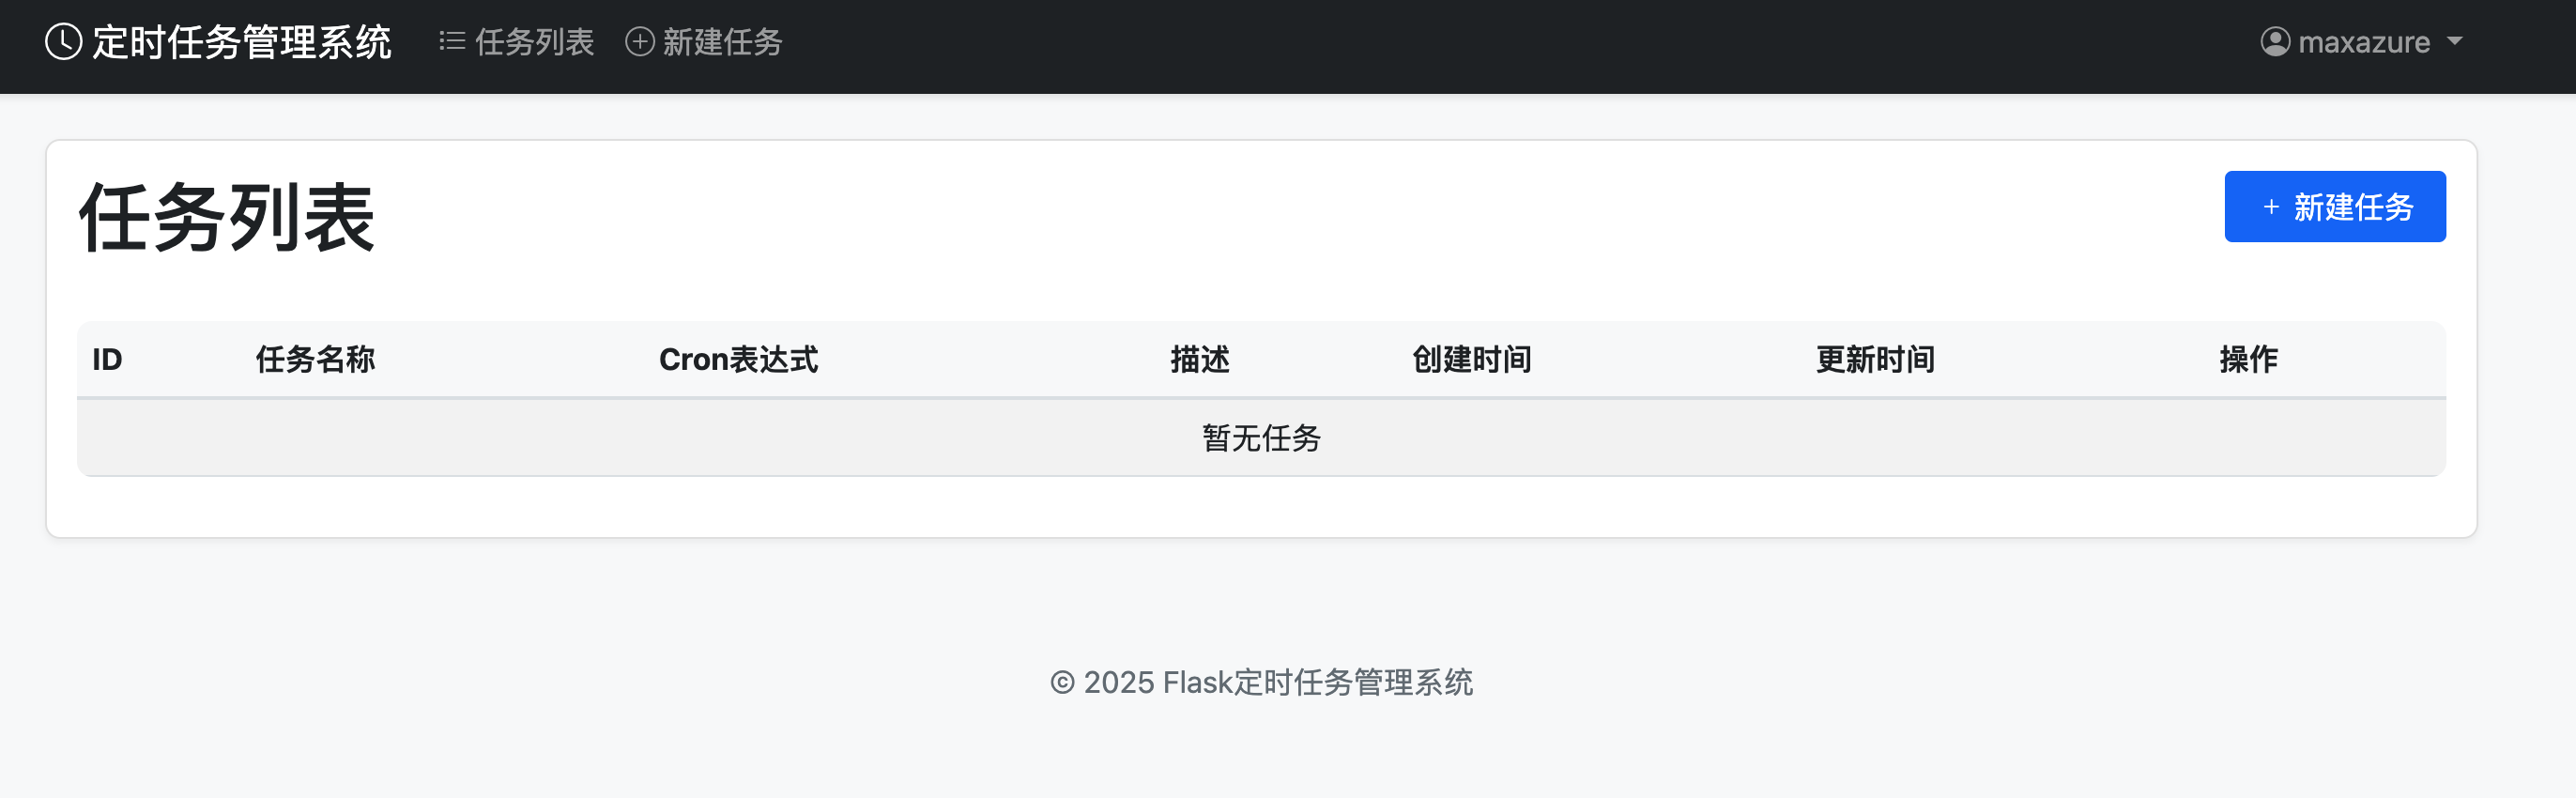 定时任务管理系统 任务列表 新建任务 maxazure
任务列表
+ 新建任务
ID 任务名称 Cron表达式 描述 创建时间 更新时间 操作
暂无任务
© 2025 Flask定时任务管理系统